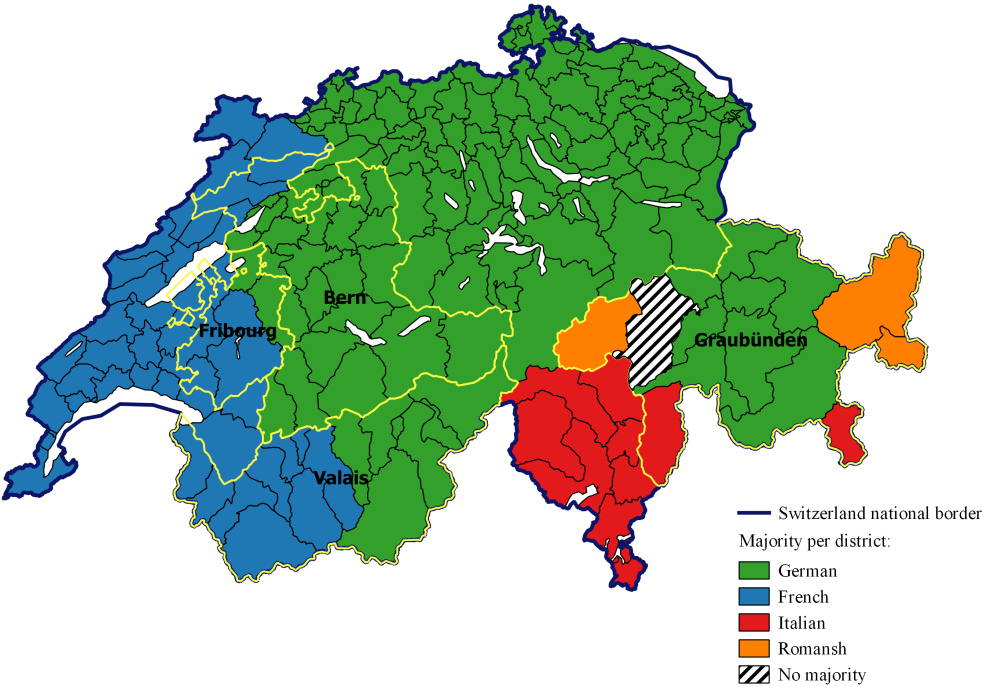 Bern
Fribourg
Graubünden
Valais
Switzerland national border
Majority per district:
German
French
Italian
Romansh
No majority